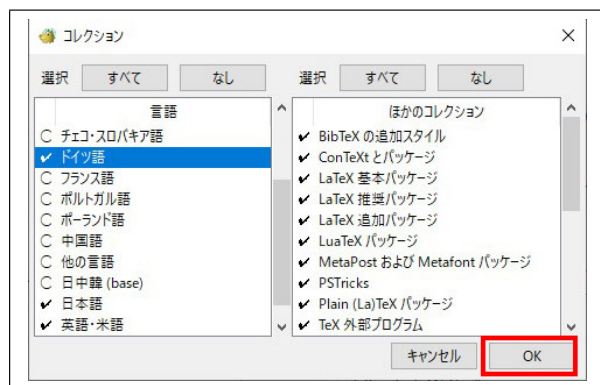 コレクション
選択 すべて なし
言語
チェコ・スロバキア語
ドイツ語
フランス語
ポルトガル語
ポーランド語
中国語
他の言語
日中韓 (base)
日本語
英語・米語
選択 すべて なし
ほかのコレクション
BibTeX の追加スタイル
ConTeXt とパッケージ
LaTeX 基本パッケージ
LaTeX 推奨パッケージ
LaTeX 追加パッケージ
LuaTeX パッケージ
MetaPost および Metafont パッケージ
PSTricks
Plain (La)TeX パッケージ
TeX 外部プログラム
キャンセル OK